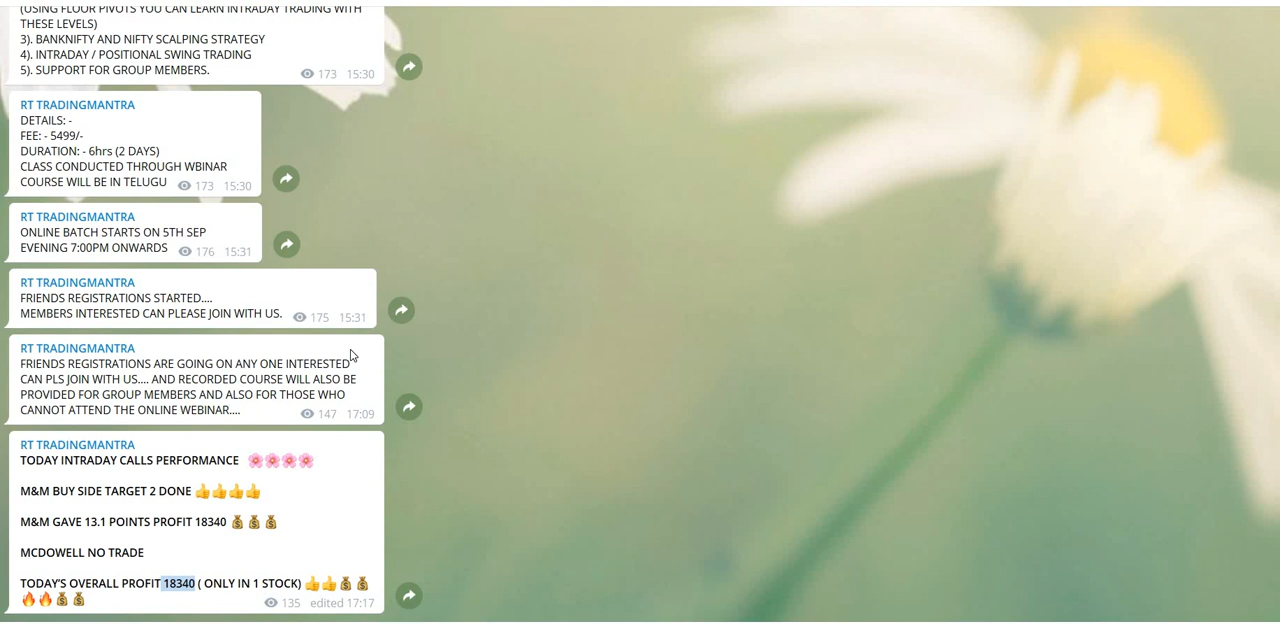 (USING FLOOR PIVOTS YOU CAN LEARN INTRADAY TRADING WITH
THESE LEVELS)
3). BANKNIFTY AND NIFTY SCALPING STRATEGY
4). INTRADAY / POSITIONAL SWING TRADING
5). SUPPORT FOR GROUP MEMBERS.
173 15:30
RT TRADINGMANTRA
DETAILS: -
FEE: - 5499/-
DURATION: - 6hrs (2 DAYS)
CLASS CONDUCTED THROUGH WBINAR
COURSE WILL BE IN TELUGU 173 15:30
RT TRADINGMANTRA
ONLINE BATCH STARTS ON 5TH SEP
EVENING 7:00PM ONWARDS 176 15:31
RT TRADINGMANTRA
FRIENDS REGISTRATIONS STARTED....
MEMBERS INTERESTED CAN PLEASE JOIN WITH US. 175 15:31
RT TRADINGMANTRA
FRIENDS REGISTRATIONS ARE GOING ON ANY ONE INTERESTED
CAN PLS JOIN WITH US.... AND RECORDED COURSE WILL ALSO BE
PROVIDED FOR GROUP MEMBERS AND ALSO FOR THOSE WHO
CANNOT ATTEND THE ONLINE WEBINAR.... 147 17:09
RT TRADINGMANTRA
TODAY INTRADAY CALLS PERFORMANCE 🌸🌸🌸🌸
M&M BUY SIDE TARGET 2 DONE 👍👍👍👍
M&M GAVE 13.1 POINTS PROFIT 18340 💰💰💰
MCDOWELL NO TRADE
TODAY'S OVERALL PROFIT 18340 ( ONLY IN 1 STOCK) 👍👍💰💰
🔥🔥💰💰 135 edited 17:17